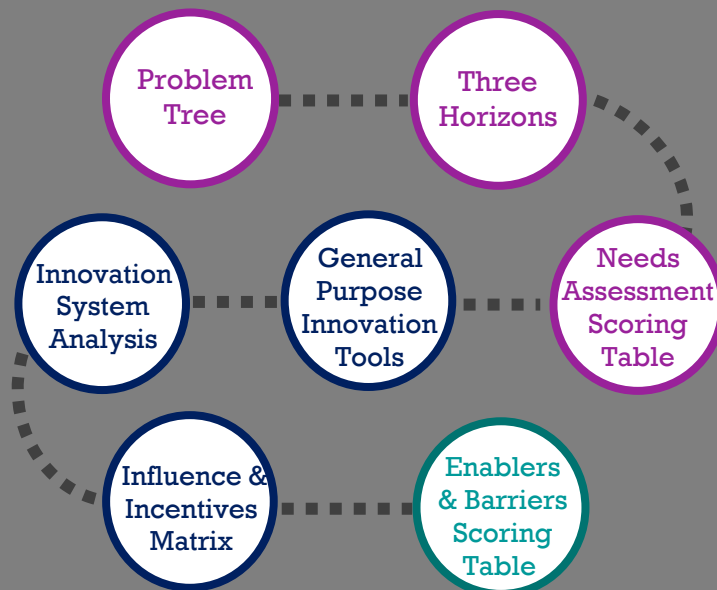 Problem
Tree
Three
Horizons
Needs
Assessment
Scoring
Table
General
Purpose
Innovation
Tools
Innovation
System
Analysis
Influence &
Incentives
Matrix
Enablers
& Barriers
Scoring
Table